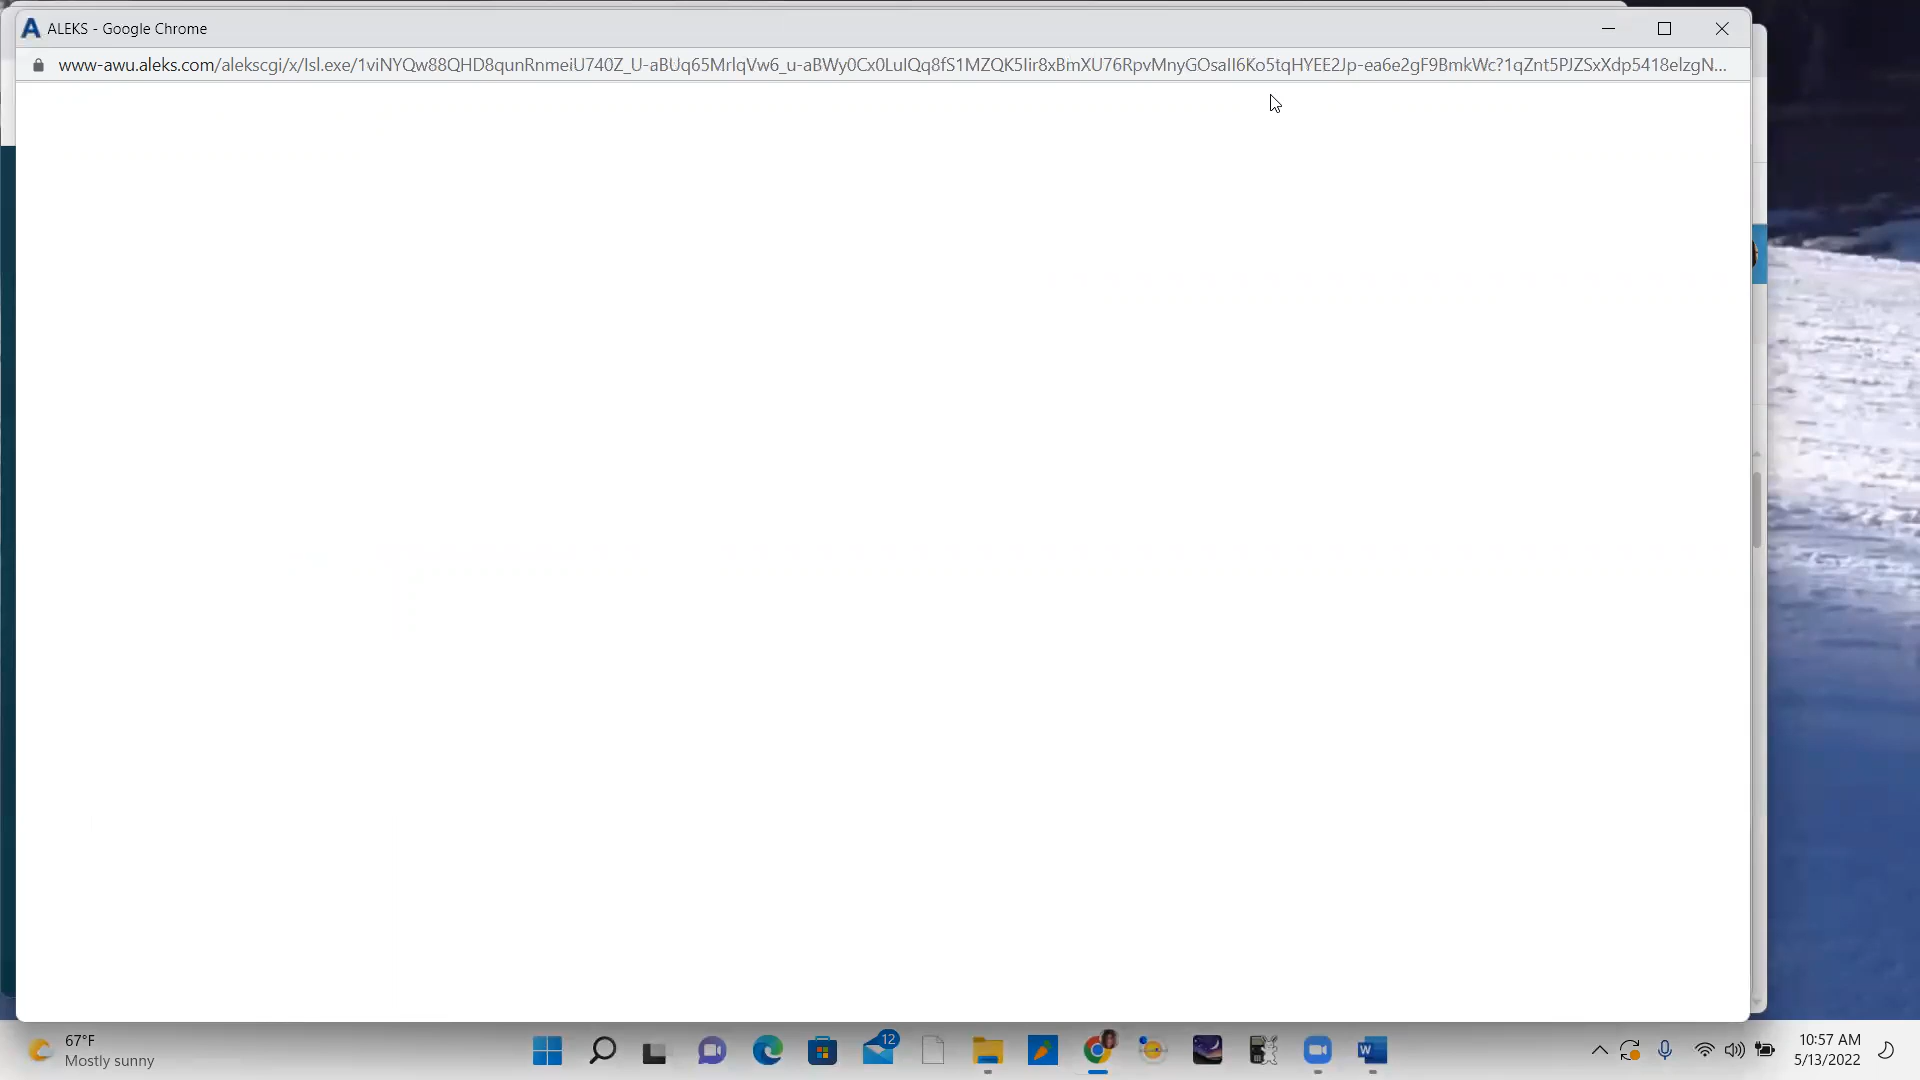 ALEKS - Google Chrome
www-awu.aleks.com/alekscgi/x/Isl.exe/1viNYQw88QHD8qunRnmeiU740Z_U-aBUq65MrlqVw6_u-aBWy0Cx0LuIQq8fS1MZQK5Iir8xBmXU76RpvMnyGOsaII6Ko5tqHYEE2Jp-ea6e2gF9BmkWc?1qZnt5PJZSxXdp5418elzgN...
67°F
Mostly sunny
12
10:57 AM
5/13/2022